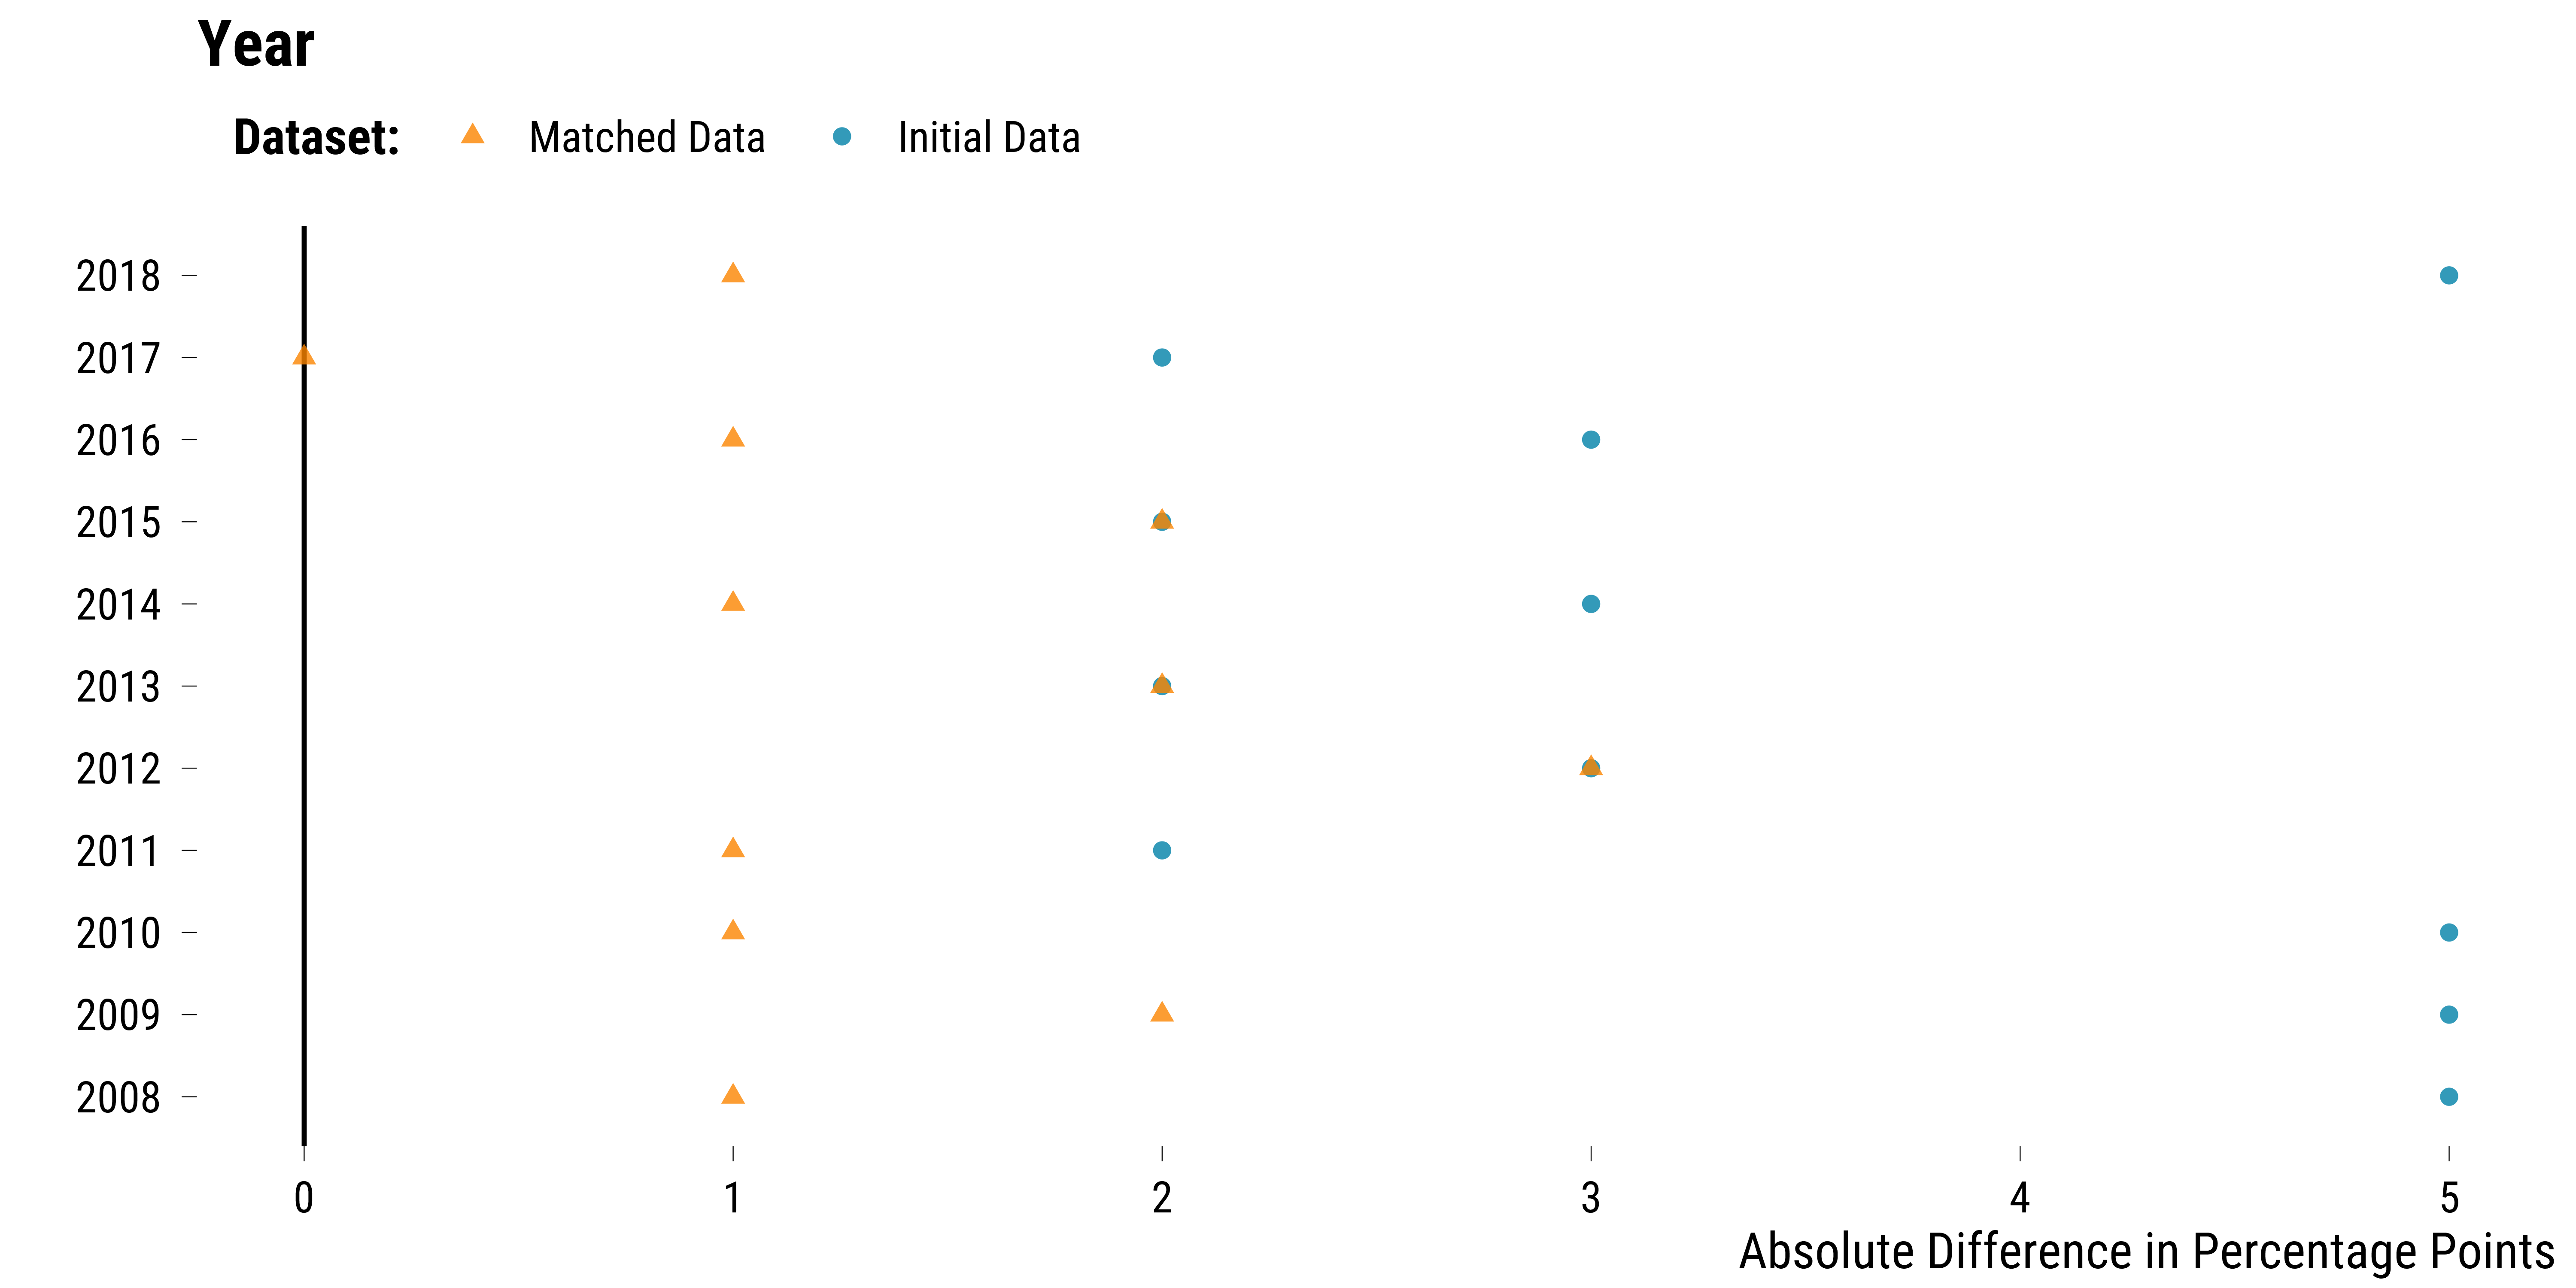 Year
Dataset: Matched Data Initial Data
2018
2017
2016
2015
2014
2013
2012
2011
2010
2009
2008
0 1 2 3 4 5
Absolute Difference in Percentage Points